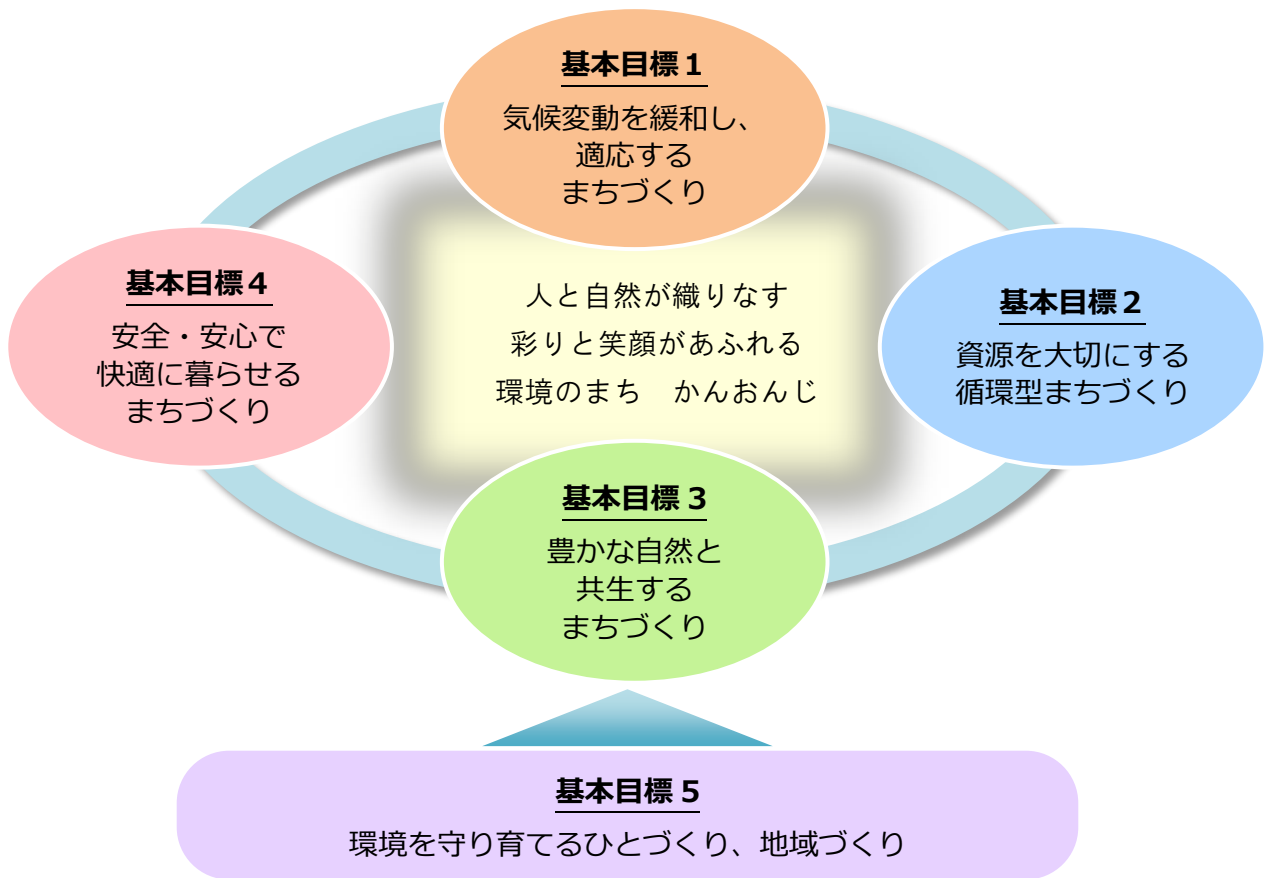 基本目標１
気候変動を緩和し、
適応する
まちづくり
基本目標４
安全・安心で
快適に暮らせる
まちづくり
人と自然が織りなす
彩りと笑顔があふれる
環境のまち　かんおんじ
基本目標２
資源を大切にする
循環型まちづくり
基本目標３
豊かな自然と
共生する
まちづくり
基本目標５
環境を守り育てるひとづくり、地域づくり